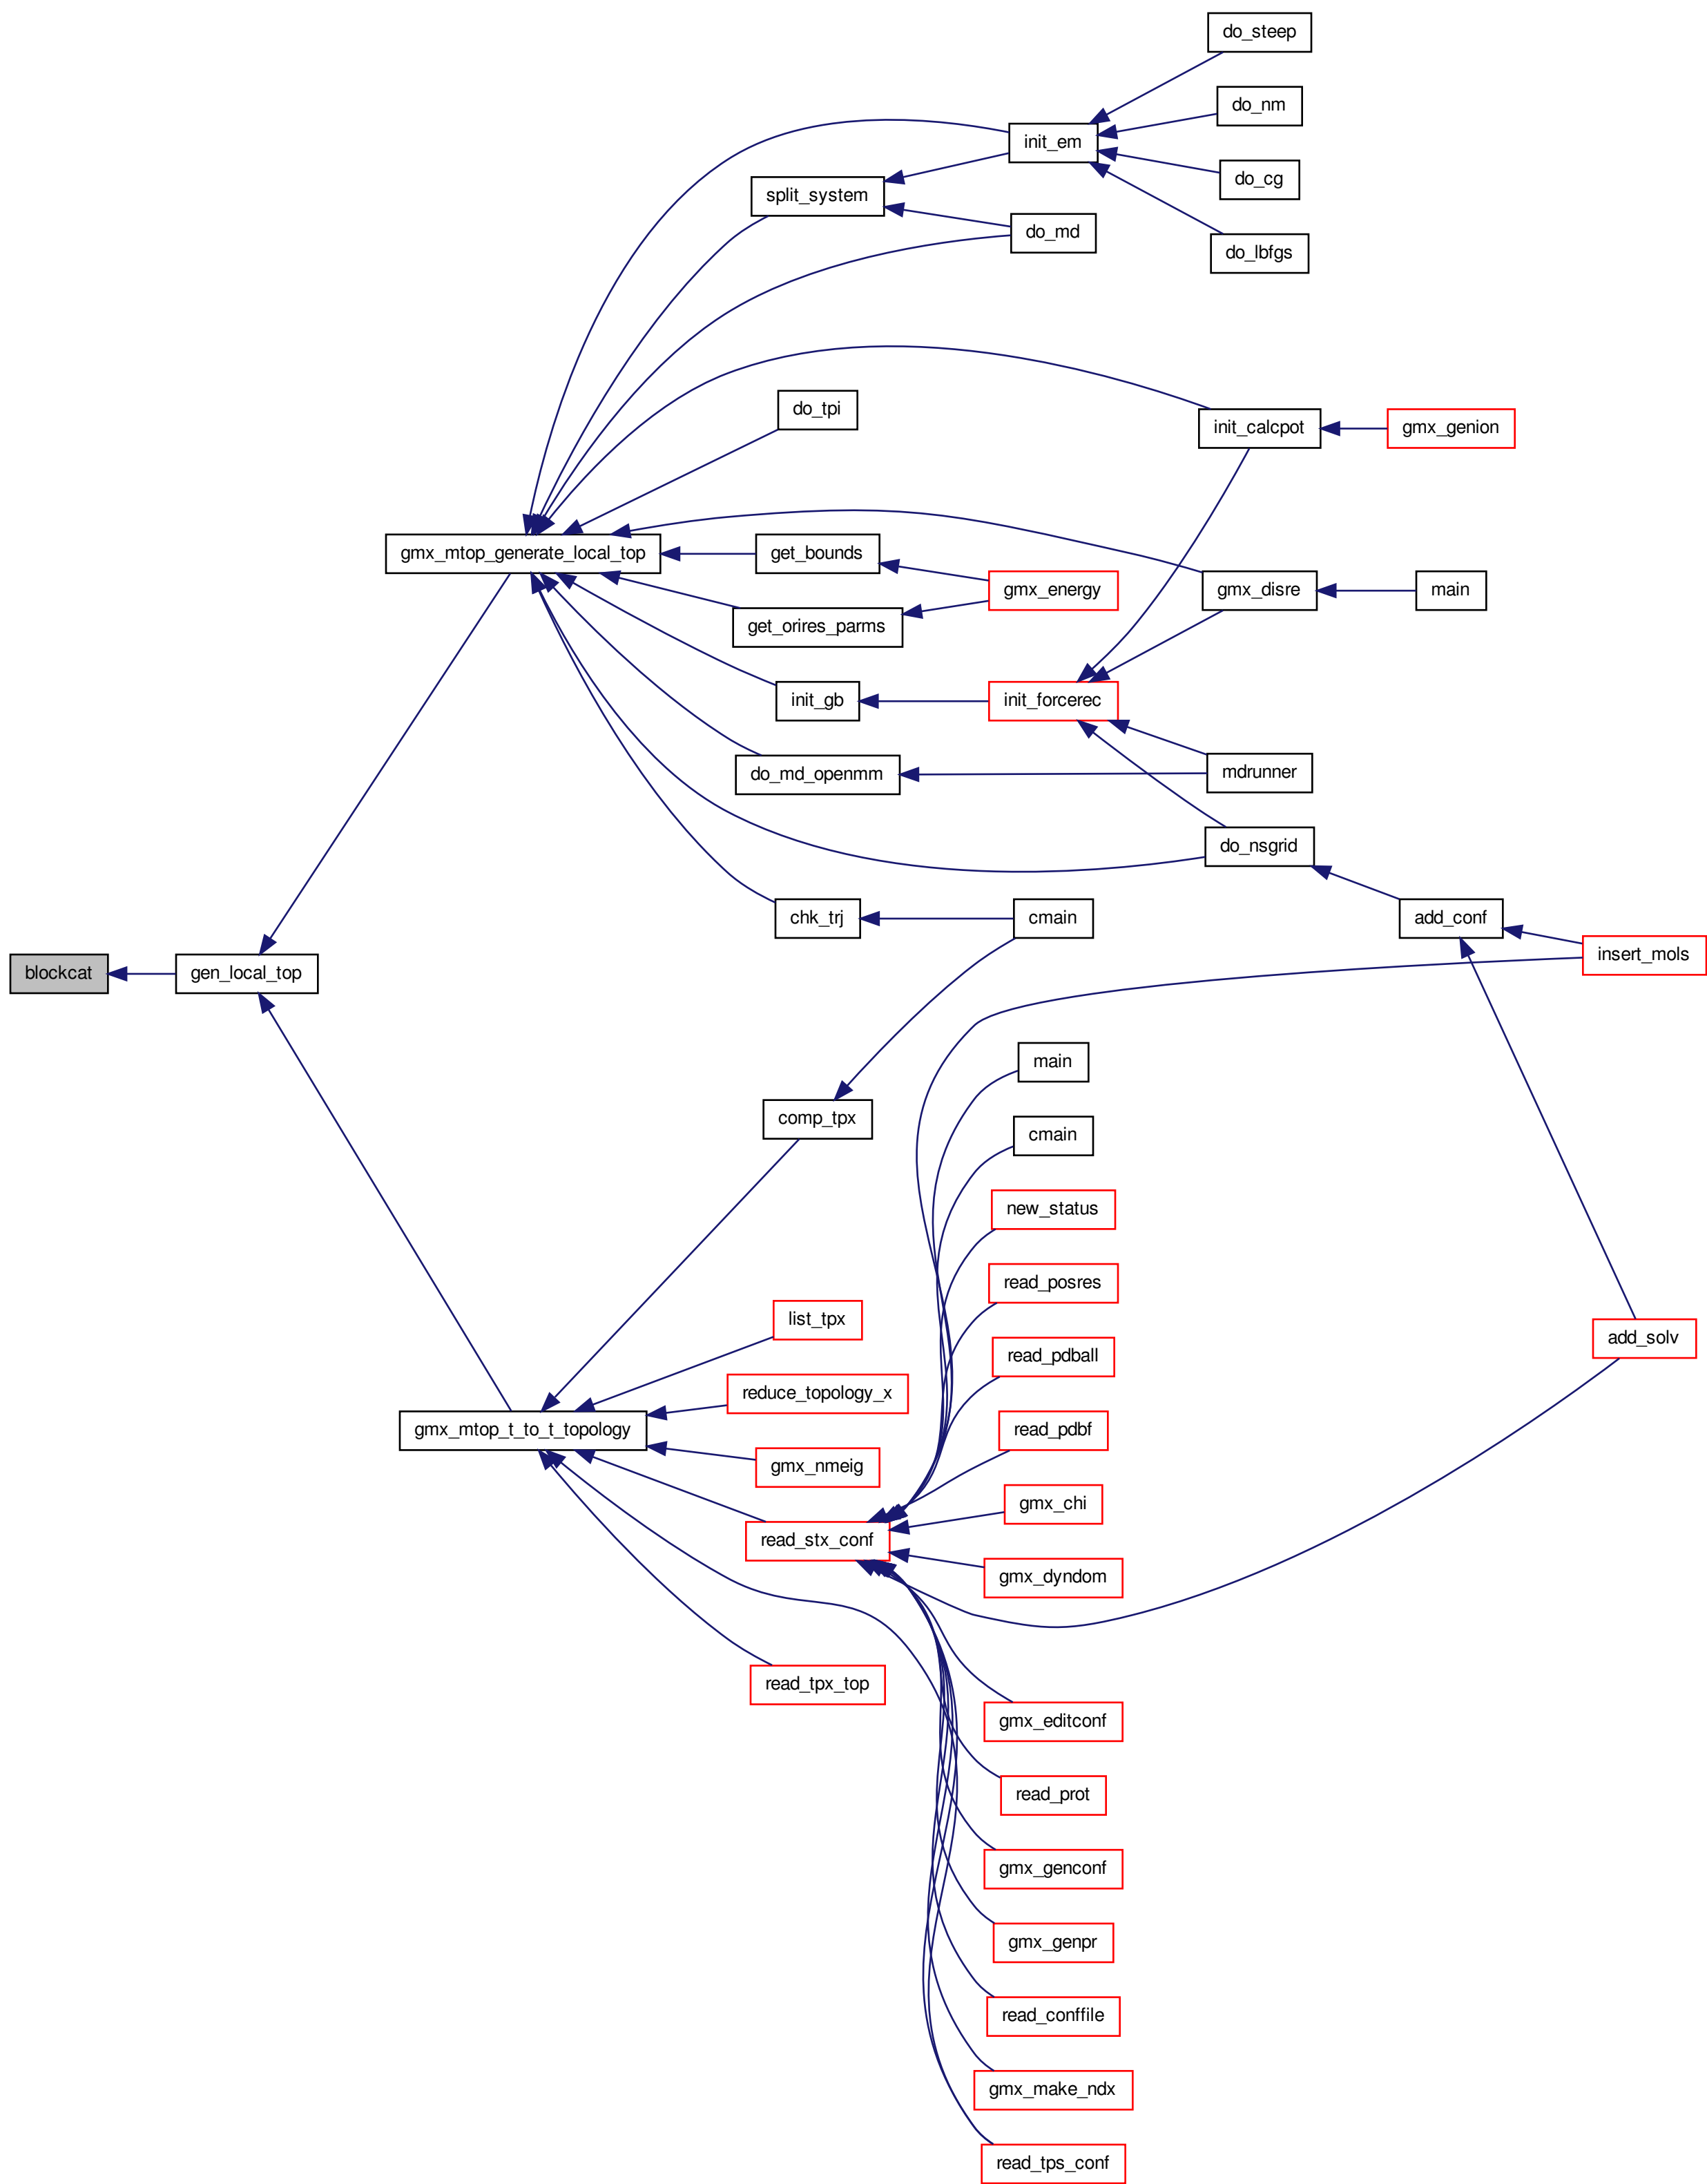 do_steep
do_nm
init_em
do_cg
split_system
do_md
do_lbfgs
do_tpi
init_calcpot
gmx_genion
gmx_mtop_generate_local_top
get_bounds
gmx_energy
gmx_disre
main
get_orires_parms
init_gb
init_forcerec
do_md_openmm
mdrunner
do_nsgrid
chk_trj
cmain
add_conf
insert_mols
blockcat
gen_local_top
main
comp_tpx
cmain
new_status
read_posres
list_tpx
read_pdball
add_solv
reduce_topology_x
gmx_mtop_t_to_t_topology
read_pdbf
gmx_nmeig
gmx_chi
read_stx_conf
gmx_dyndom
read_tpx_top
gmx_editconf
read_prot
gmx_genconf
gmx_genpr
read_conffile
gmx_make_ndx
read_tps_conf